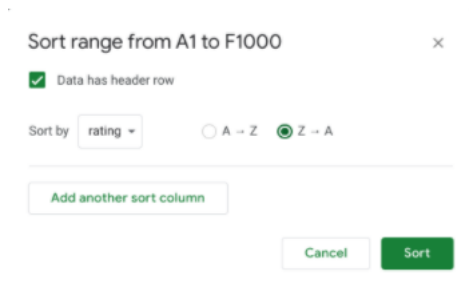 Sort range from A1 to F1000
Data has header row
Sort by rating A → Z Z → A
Add another sort column
Cancel Sort